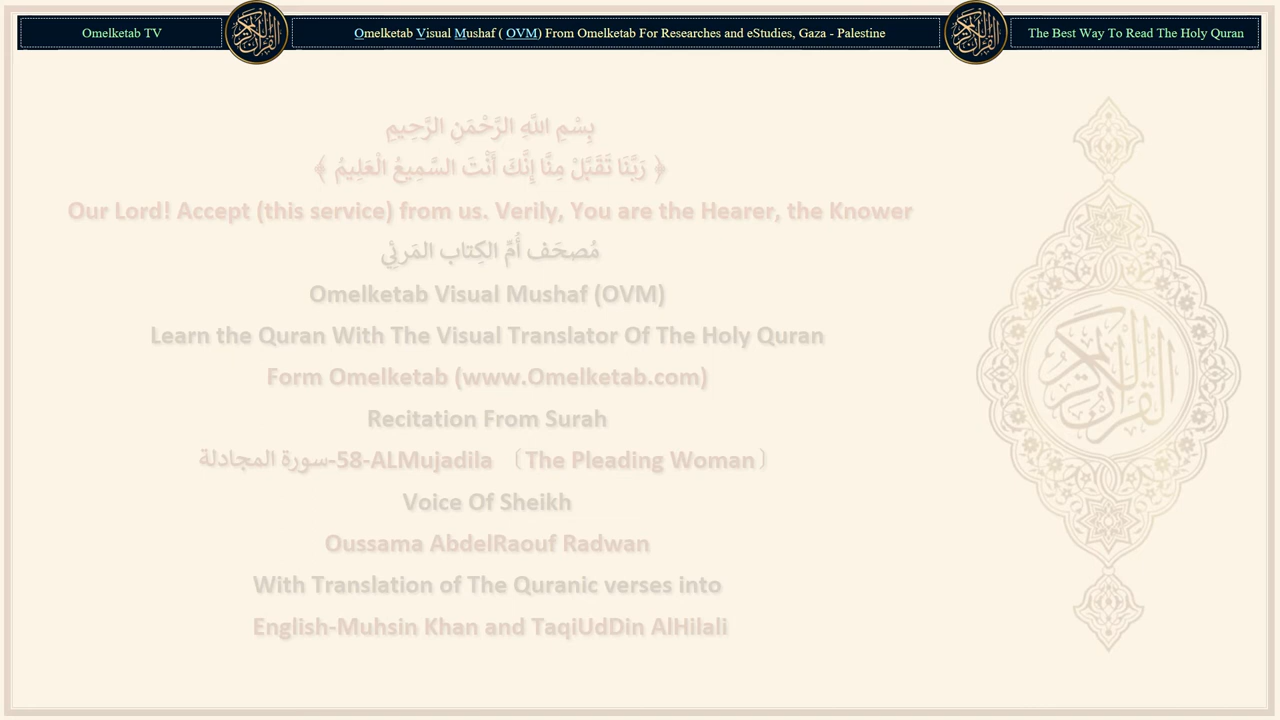 Omelketab TV
Omelketab Visual Mushaf ( OVM) From Omelketab For Researches and eStudies, Gaza - Palestine
The Best Way To Read The Holy Quran
بِسْمِ اللَّهِ الرَّحْمَنِ الرَّحِيمِ
﴿ رَبَّنَا تَقَبَّلْ مِنَّا إِنَّكَ أَنْتَ السَّمِيعُ الْعَلِيمُ ﴾
Our Lord! Accept (this service) from us. Verily, You are the Hearer, the Knower
مُصحَف أُمِّ الكِتاب المَرئِي
Omelketab Visual Mushaf (OVM)
Learn the Quran With The Visual Translator Of The Holy Quran
Form Omelketab (www.Omelketab.com)
Recitation From Surah
سورة المجادلة-58-ALMujadila （The Pleading Woman）
Voice Of Sheikh
Oussama AbdelRaouf Radwan
With Translation of The Quranic verses into
English-Muhsin Khan and TaqiUdDin AlHilali
القرآن الكريم